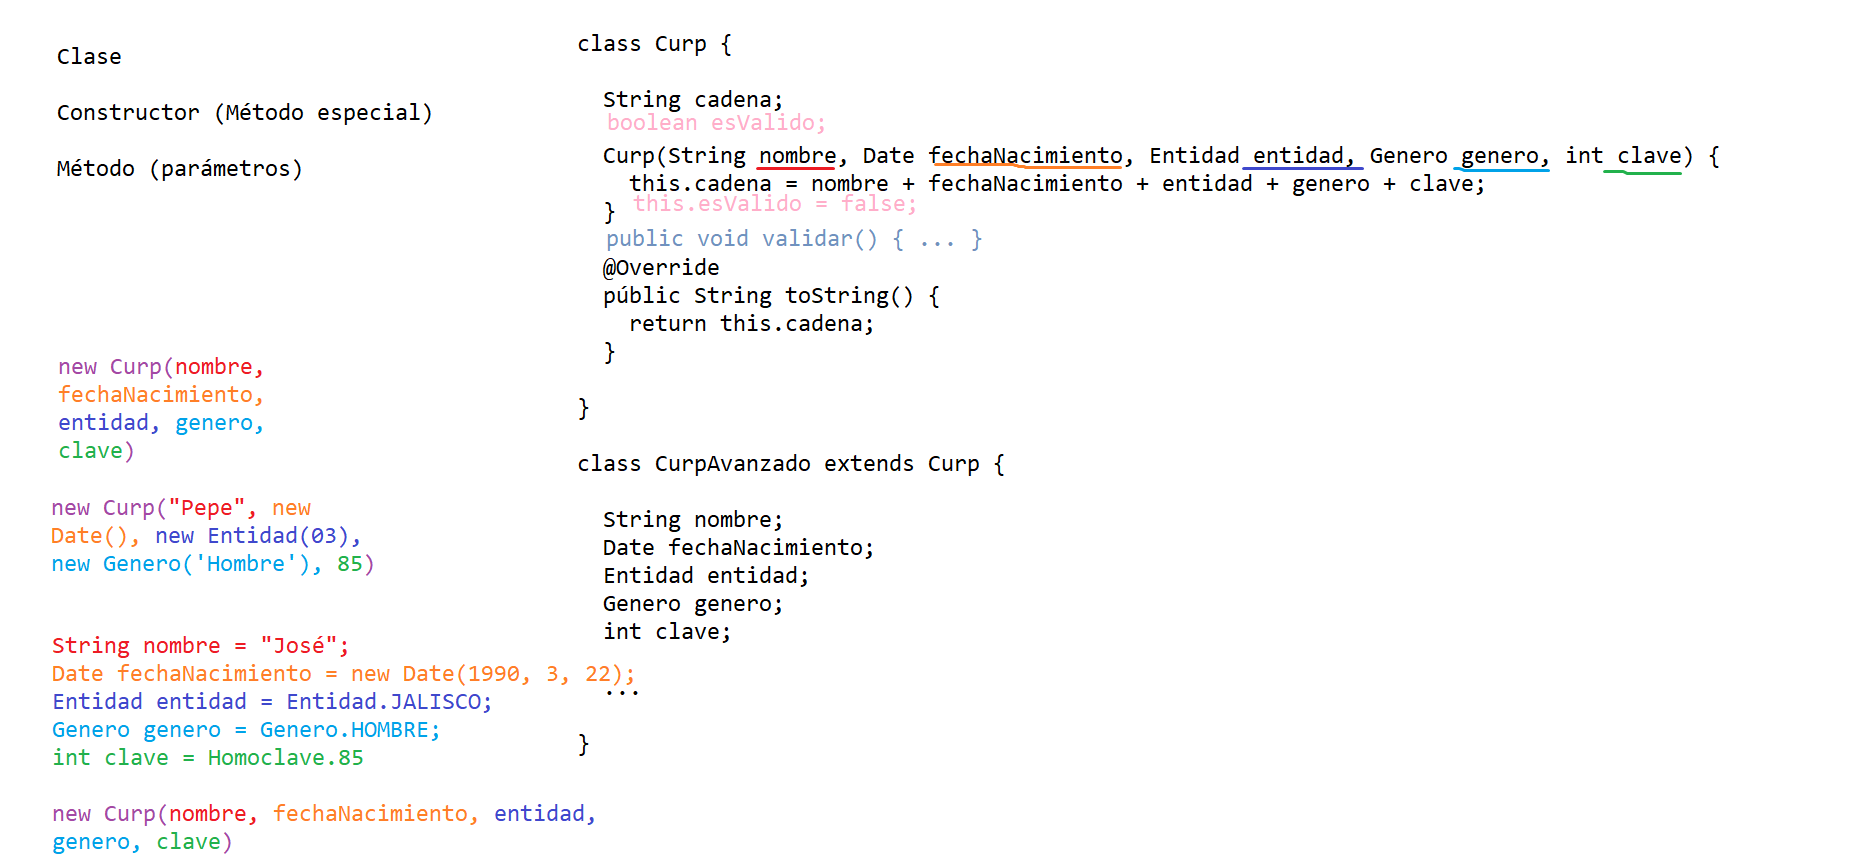 Clase
Constructor (Método especial)
Método (parámetros)
new Curp(nombre,
fechaNacimiento,
entidad, genero,
clave)
new Curp("Pepe", new
Date(), new Entidad(03),
new Genero('Hombre'), 85)
String nombre = "José";
Date fechaNacimiento = new Date(1990, 3, 22);
Entidad entidad = Entidad.JALISCO;
Genero genero = Genero.HOMBRE;
int clave = Homoclave.85
new Curp(nombre, fechaNacimiento, entidad,
genero, clave)
class Curp {
String cadena;
boolean esValido;
Curp(String nombre, Date fechaNacimiento, Entidad entidad, Genero genero, int clave) {
this.cadena = nombre + fechaNacimiento + entidad + genero + clave;
this.esValido = false;
}
public void validar() { ... }
@Override
públic String toString() {
return this.cadena;
}
}
class CurpAvanzado extends Curp {
String nombre;
Date fechaNacimiento;
Entidad entidad;
Genero genero;
int clave;
...
}